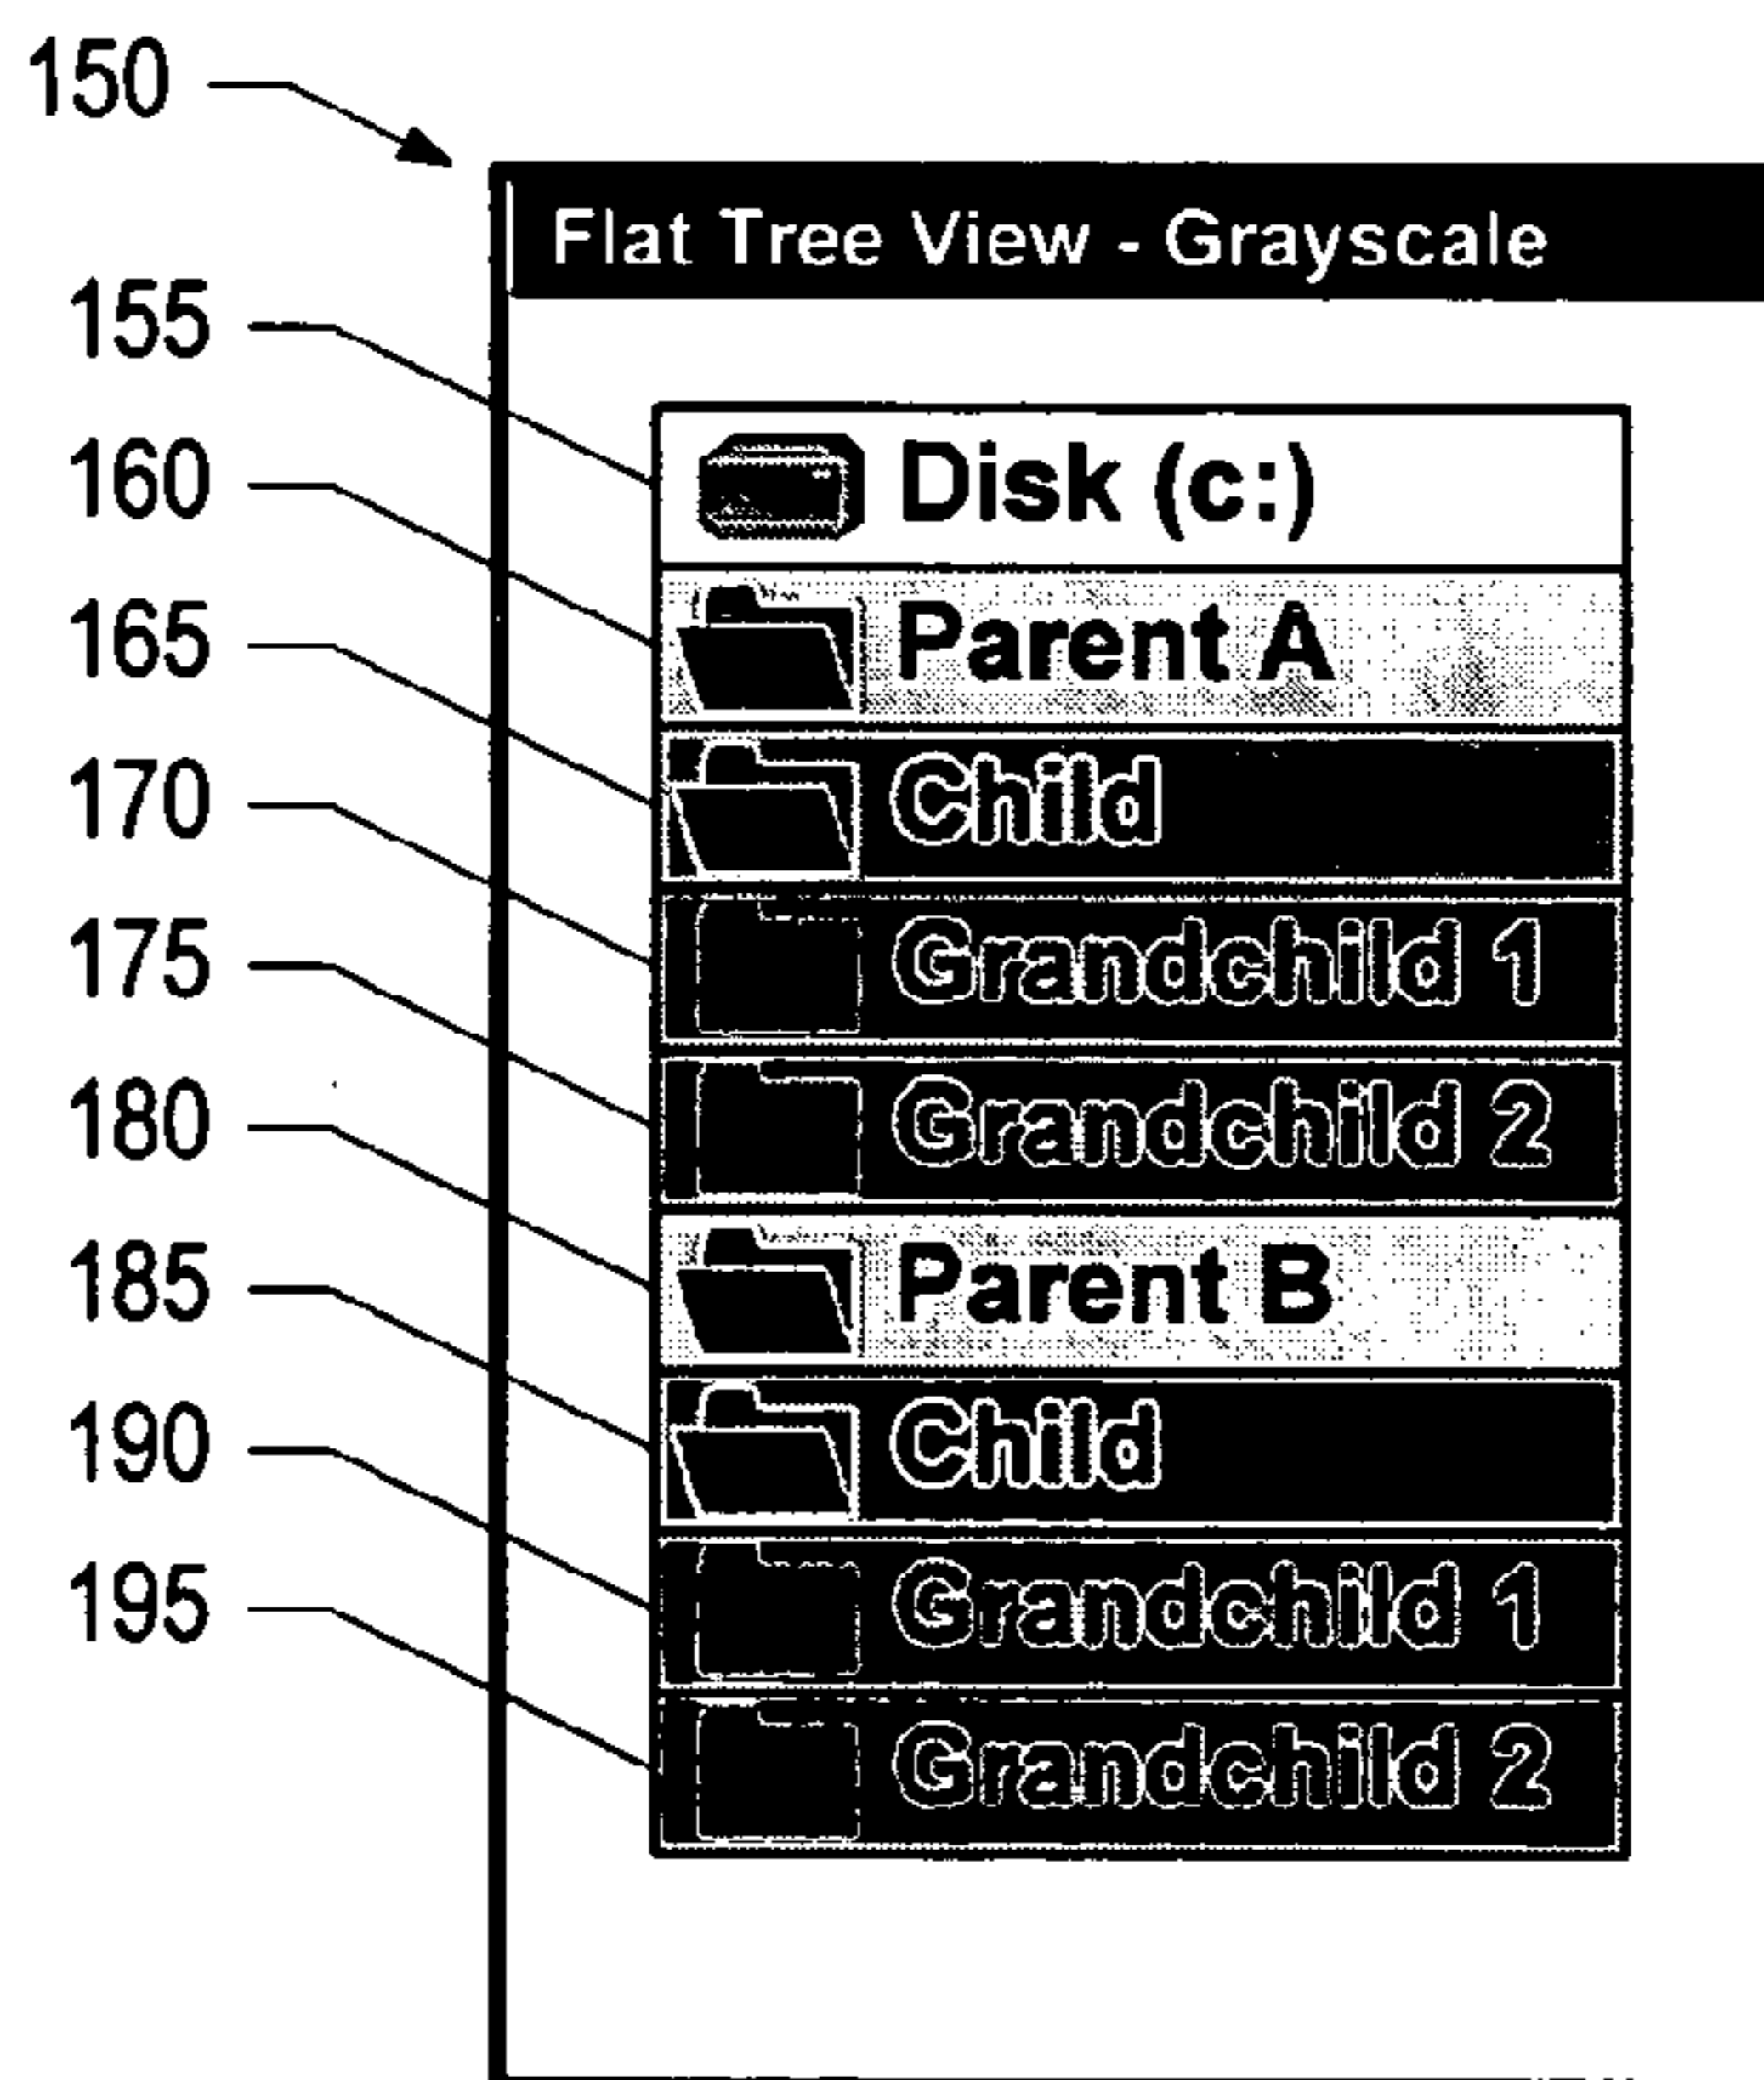 150
Flat Tree View - Grayscale
155
Disk (c:)
160
Parent A
165
Child
170
Grandchild 1
175
Grandchild 2
180
Parent B
185
Child
190
Grandchild 1
195
Grandchild 2